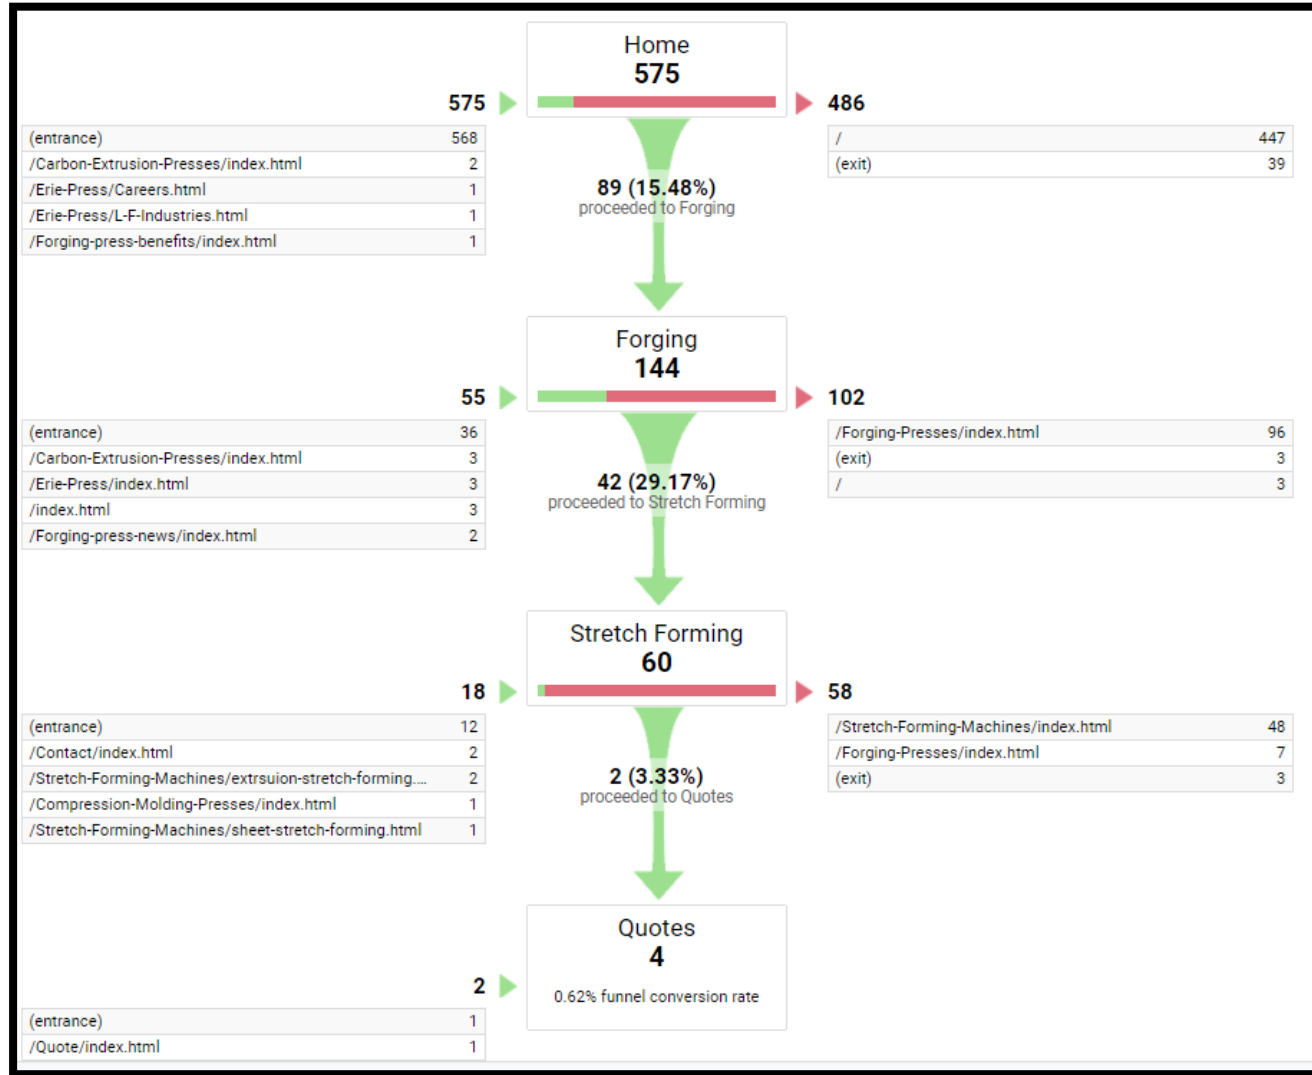 Home
575
575
486
(entrance) 568
/Carbon-Extrusion-Presses/index.html 2
/Erie-Press/Careers.html 1
/Erie-Press/L-F-Industries.html 1
/Forging-press-benefits/index.html 1
/ 447
(exit) 39
89 (15.48%)
proceeded to Forging
Forging
144
55
102
(entrance) 36
/Carbon-Extrusion-Presses/index.html 3
/Erie-Press/index.html 3
/index.html 3
/Forging-press-news/index.html 2
/Forging-Presses/index.html 96
(exit) 3
/ 3
42 (29.17%)
proceeded to Stretch Forming
Stretch Forming
60
18
58
(entrance) 12
/Contact/index.html 2
/Stretch-Forming-Machines/extrsuion-stretch-forming.... 2
/Compression-Molding-Presses/index.html 1
/Stretch-Forming-Machines/sheet-stretch-forming.html 1
/Stretch-Forming-Machines/index.html 48
/Forging-Presses/index.html 7
(exit) 3
2 (3.33%)
proceeded to Quotes
Quotes
4
0.62% funnel conversion rate
2
(entrance) 1
/Quote/index.html 1